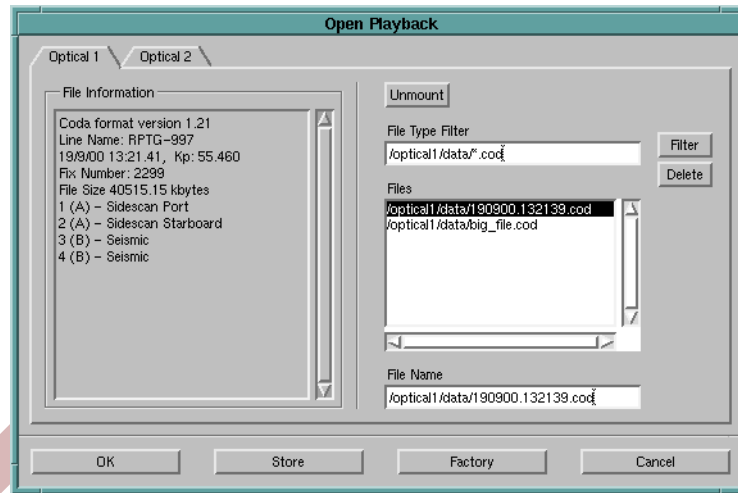 Open Playback
Optical 1
Optical 2
File Information
Coda format version 1.21
Line Name: RPTG-997
19/9/00 13:21.41, Kp: 55.460
Fix Number: 2299
File Size 40515.15 kbytes
1 (A) - Sidescan Port
2 (A) - Sidescan Starboard
3 (B) - Seismic
4 (B) - Seismic
Unmount
File Type Filter
/optical1/data/*.cod
Filter
Delete
Files
/optical1/data/190900.132139.cod
/optical1/data/big_file.cod
File Name
/optical1/data/190900.132139.cod
OK
Store
Factory
Cancel